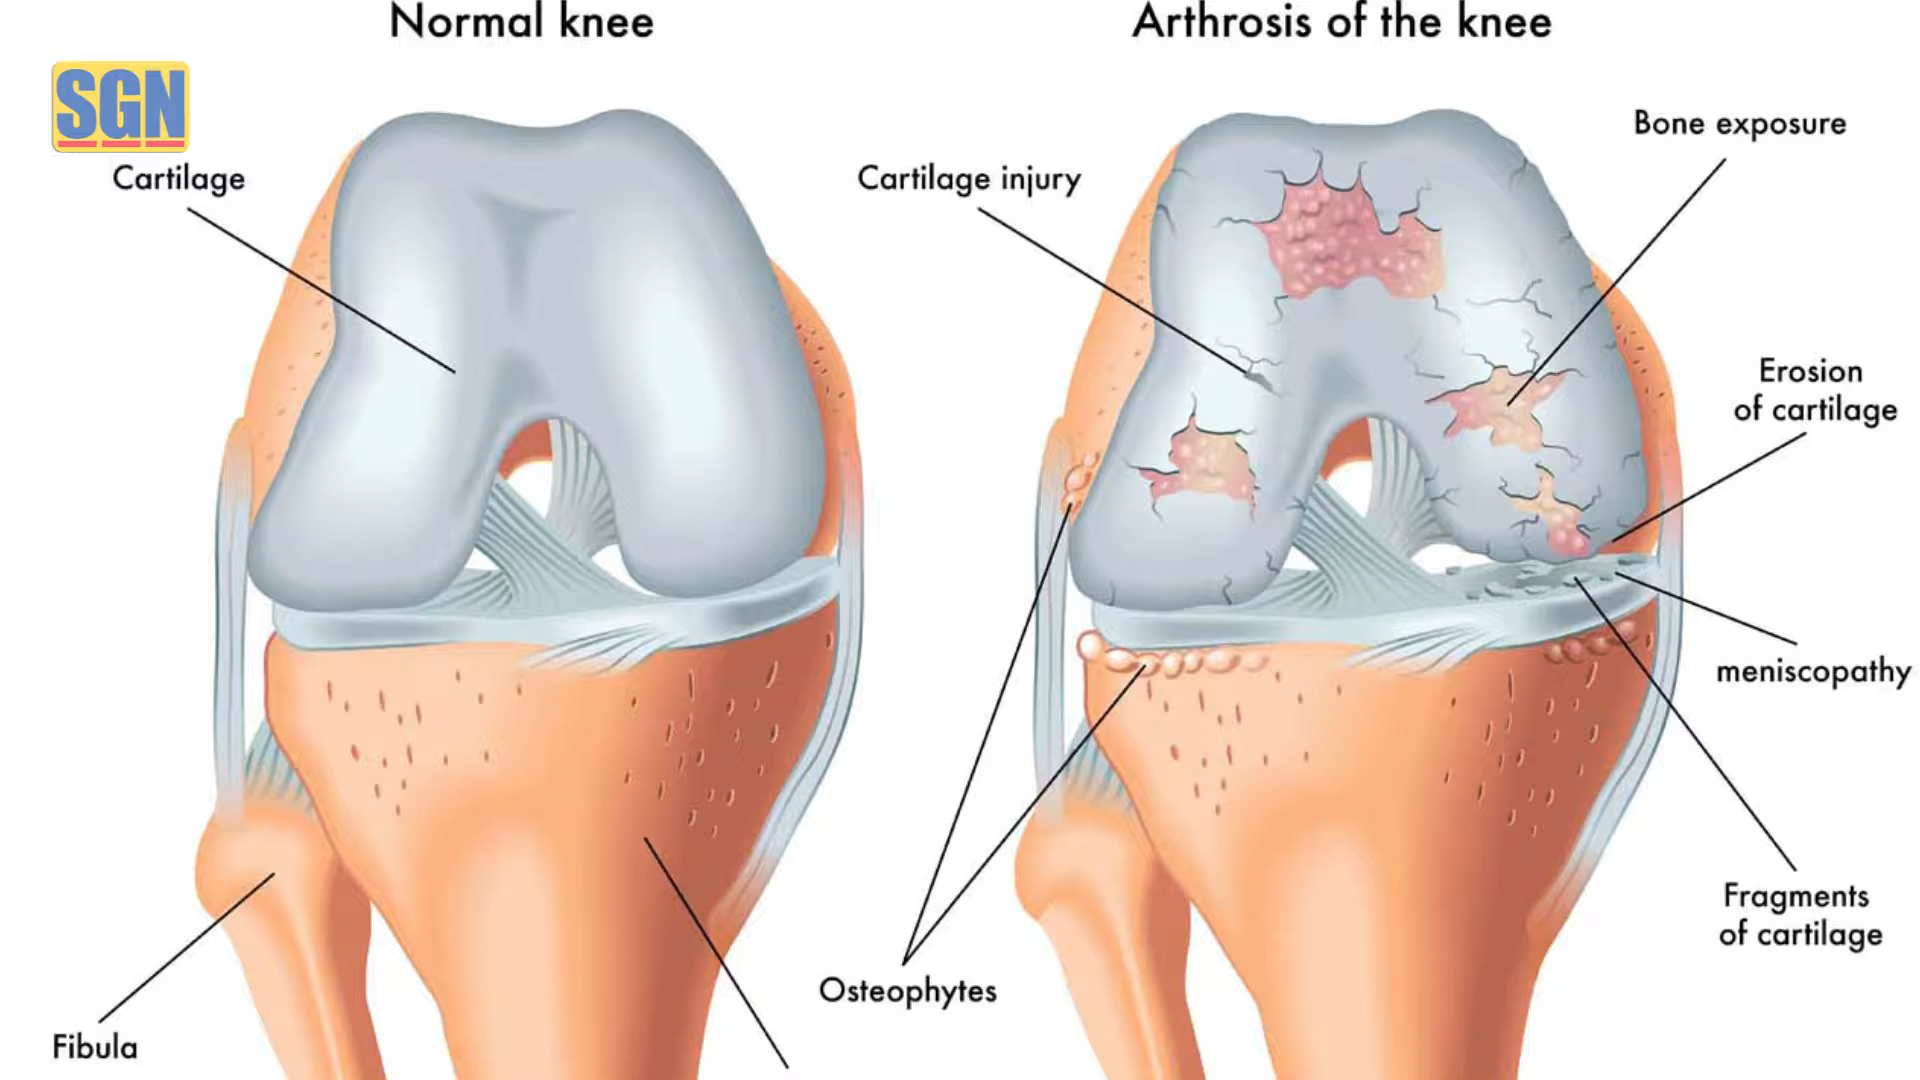 Normal knee
Arthrosis of the knee
SGN
Cartilage
Cartilage injury
Bone exposure
Erosion
of cartilage
meniscopathy
Fragments
of cartilage
Osteophytes
Fibula